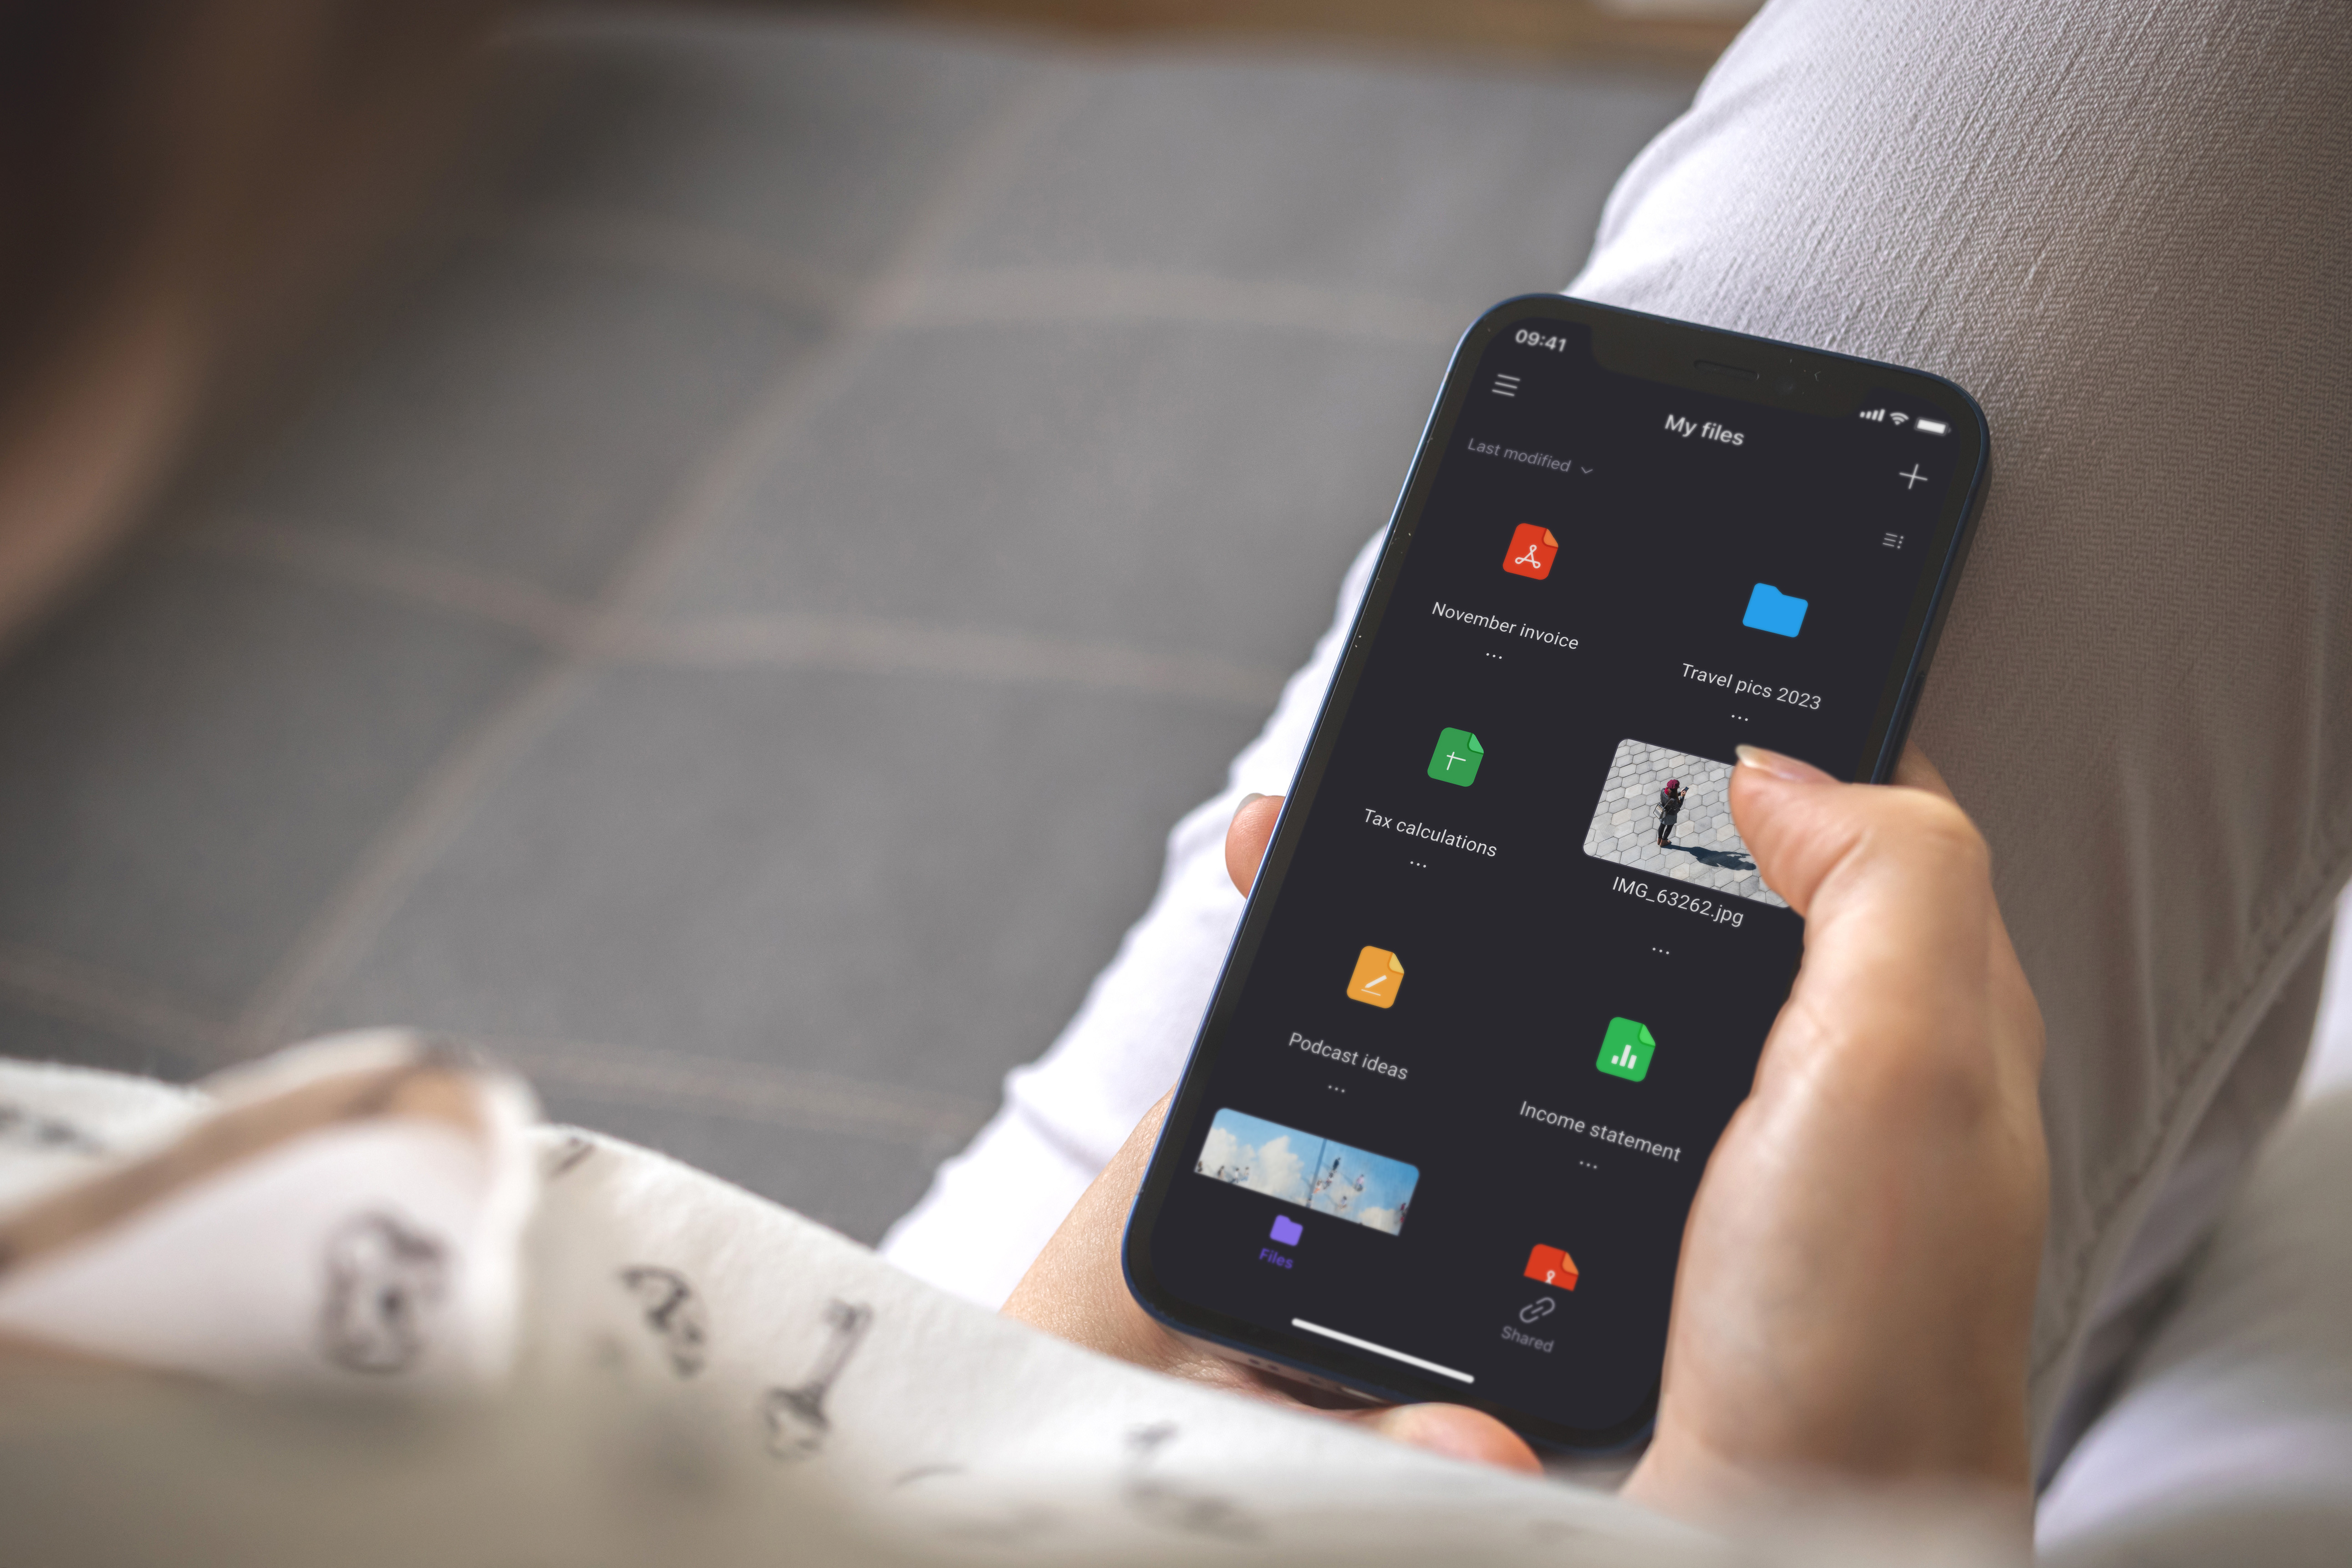 09:41
My files
Last modified
November invoice
...
Travel pics 2023
...
Tax calculations
...
IMG_63262.jpg
...
Podcast ideas
...
Income statement
...
Files
Shared